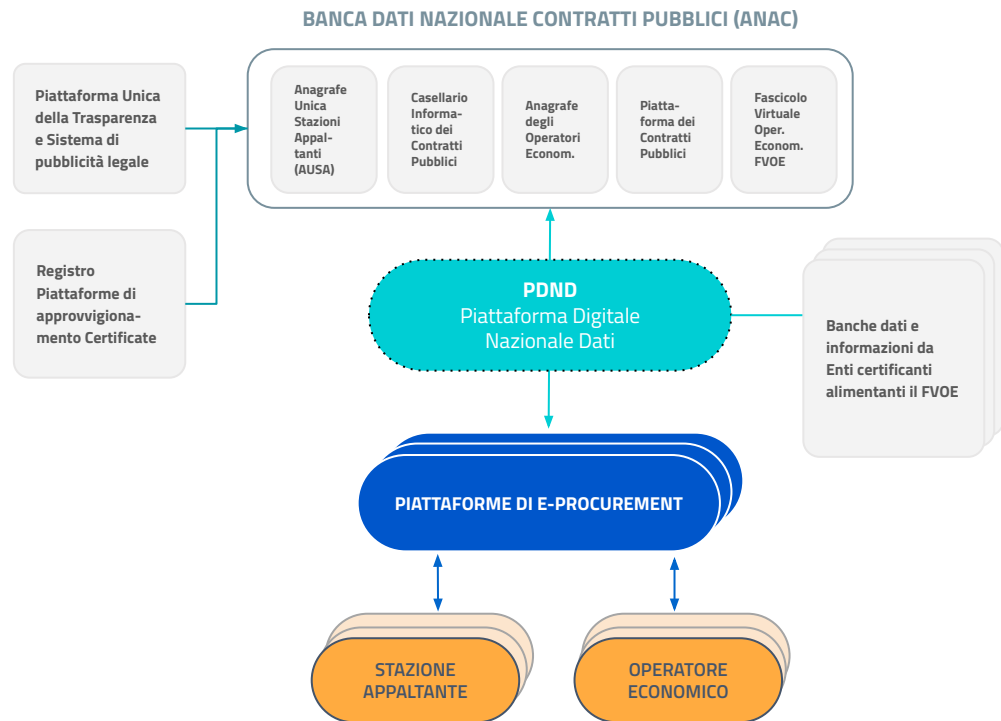 BANCA DATI NAZIONALE CONTRATTI PUBBLICI (ANAC)
Piattaforma Unica
della Trasparenza
e Sistema di
pubblicità legale
Anagrafe
Unica
Stazioni
Appal-
tanti
(AUSA)
Casellario
Informa-
tico dei
Contratti
Pubblici
Anagrafe
degli
Operatori
Econom.
Piatta-
forma dei
Contratti
Pubblici
Fascicolo
Virtuale
Oper.
Econom.
FVOE
Registro
Piattaforme di
approvvigiona-
mento Certificate
PDND
Piattaforma Digitale
Nazionale Dati
Banche dati e
informazioni da
Enti certificanti
alimentanti il FVOE
PIATTAFORME DI E-PROCUREMENT
STAZIONE
APPALTANTE
OPERATORE
ECONOMICO